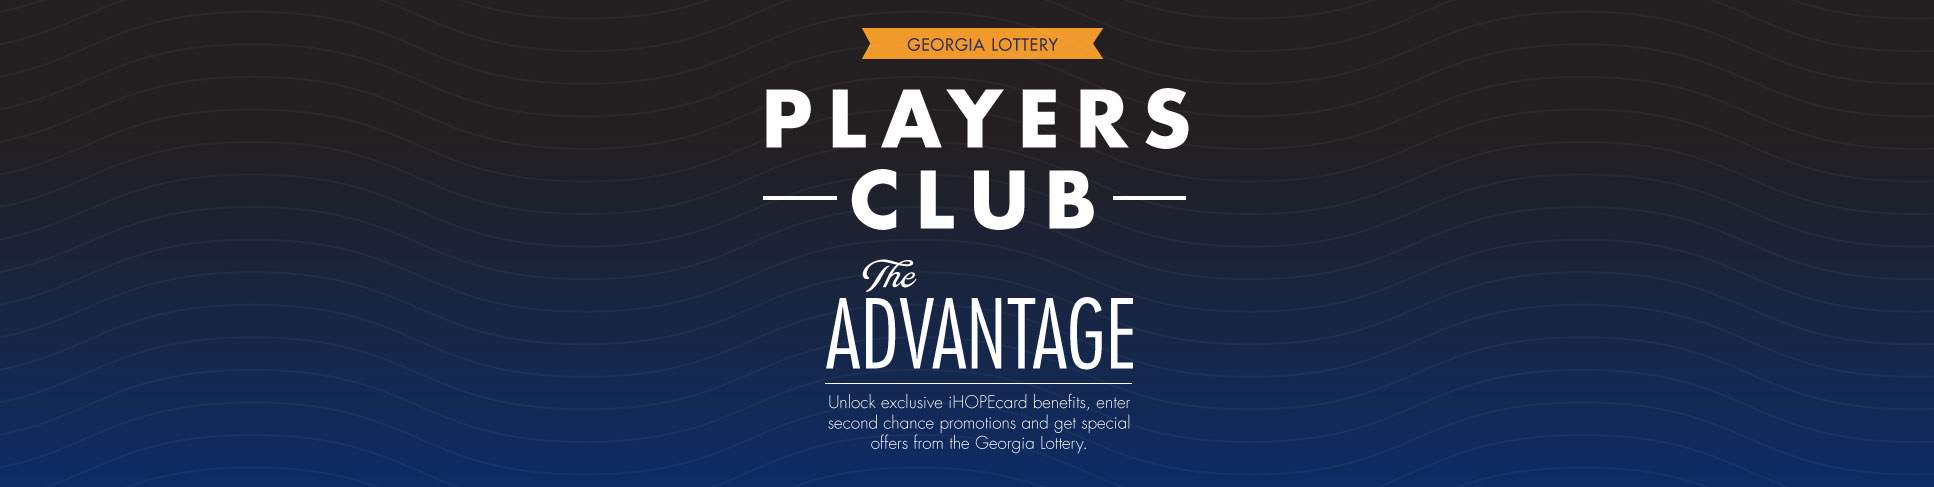 GEORGIA LOTTERY
PLAYERS
CLUB
The
ADVANTAGE
Unlock exclusive iHOPEcard benefits, enter
second chance promotions and get special
offers from the Georgia Lottery.